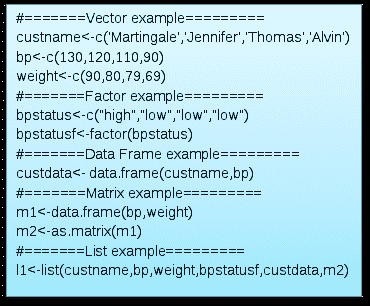 #=======Vector example=========
custname<-c('Martingale','Jennifer','Thomas','Alvin')
bp<-c(130,120,110,90)
weight<-c(90,80,79,69)
#=======Factor example=========
bpstatus<-c("high","low","low","low")
bpstatusf<-factor(bpstatus)
#=======Data Frame example=========
custdata<- data.frame(custname,bp)
#=======Matrix example=========
m1<-data.frame(bp,weight)
m2<-as.matrix(m1)
#=======List example=========
l1<-list(custname,bp,weight,bpstatusf,custdata,m2)